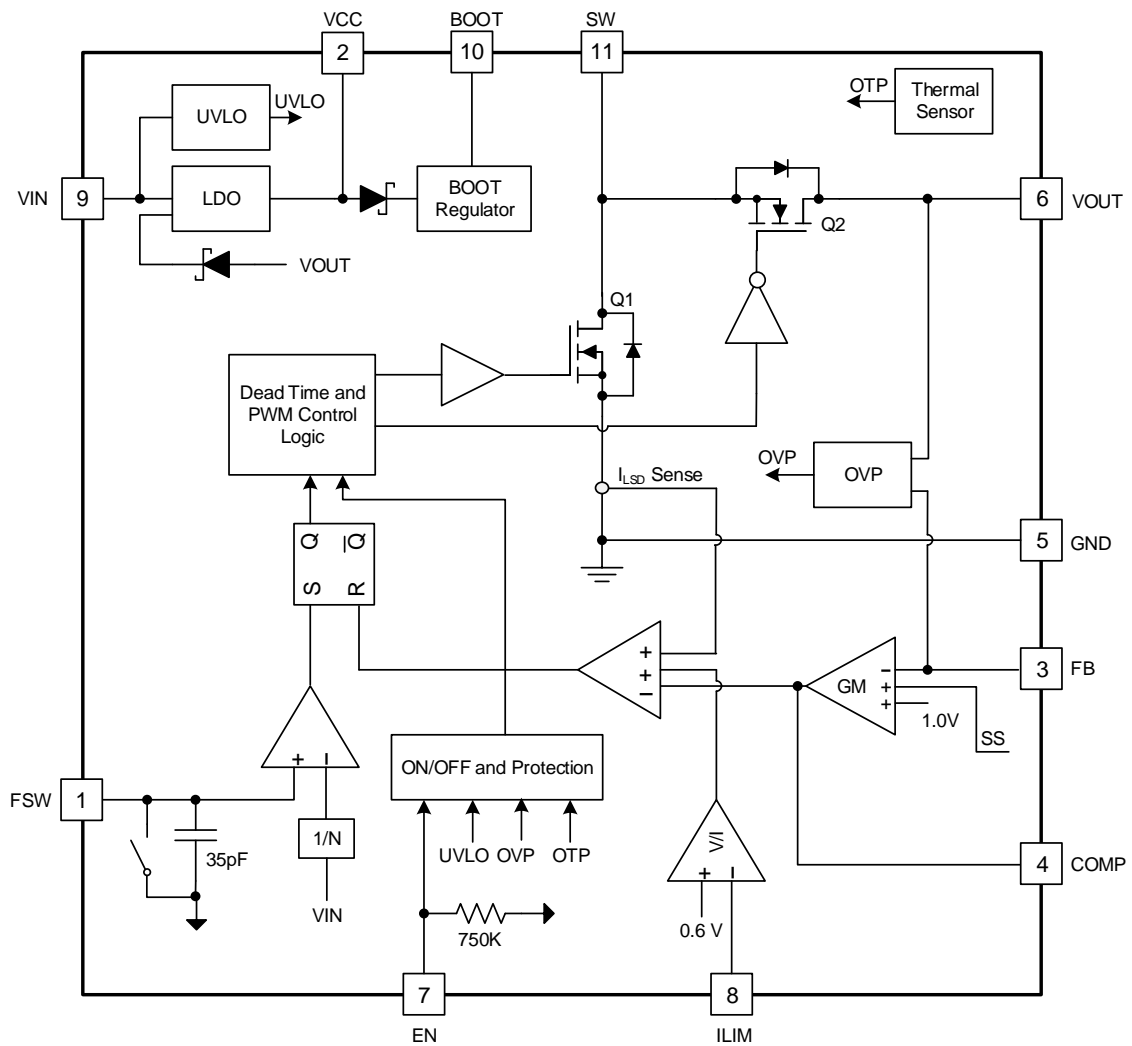 VCC
BOOT
SW
2
10
11
UVLO
UVLO
OTP
Thermal
Sensor
VIN
9
LDO
BOOT
Regulator
6
VOUT
VOUT
Q2
Q1
Dead Time and
PWM Control
Logic
OVP
OVP
I_LSD Sense
5
GND
Q
Q̅
S
R
+
+
−
GM
−
+
+
1.0V
SS
3
FB
ON/OFF and Protection
+
−
FSW
1
35pF
1/N
VIN
UVLO
OVP
OTP
V/I
+
−
0.6 V
4
COMP
750K
7
8
EN
ILIM